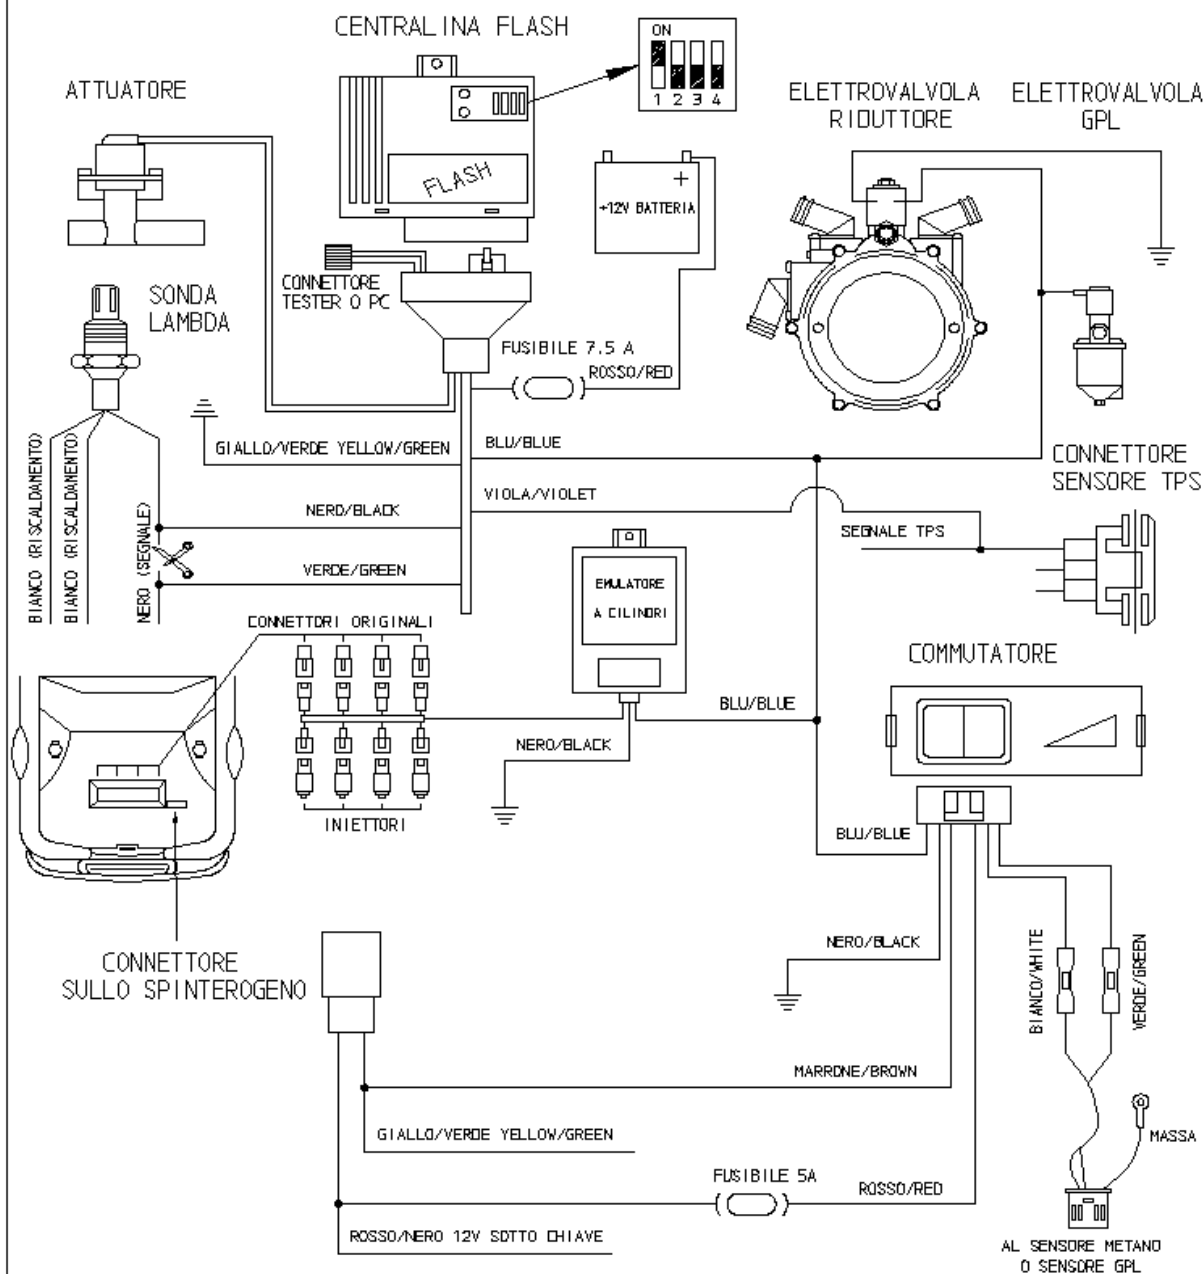 CENTRALINA FLASH
ON
1 2 3 4
ATTUATORE
ELETTROVALVOLA
RIDUTTORE
ELETTROVALVOLA
GPL
FLASH
+
+12V BATTERIA
CONNETTORE
TESTER O PC
SONDA
LAMBDA
FUSIBILE 7.5 A
ROSSO/RED
GIALLO/VERDE YELLOW/GREEN
BLU/BLUE
CONNETTORE
SENSORE TPS
VIOLA/VIOLET
NERO/BLACK
SEGNALE TPS
BIANCO (RISCALDAMENTO)
BIANCO (RISCALDAMENTO)
NERO (SEGNALE)
VERDE/GREEN
EMULATORE
A CILINDRI
CONNETTORI ORIGINALI
COMMUTATORE
BLU/BLUE
NERO/BLACK
INIETTORI
BLU/BLUE
NERO/BLACK
BIANCO/WHITE
VERDE/GREEN
CONNETTORE
SULLO SPINTEROGENO
MARRONE/BROWN
GIALLO/VERDE YELLOW/GREEN
MASSA
FUSIBILE 5A
ROSSO/RED
ROSSO/NERO 12V SOTTO CHIAVE
AL SENSORE METANO
O SENSORE GPL